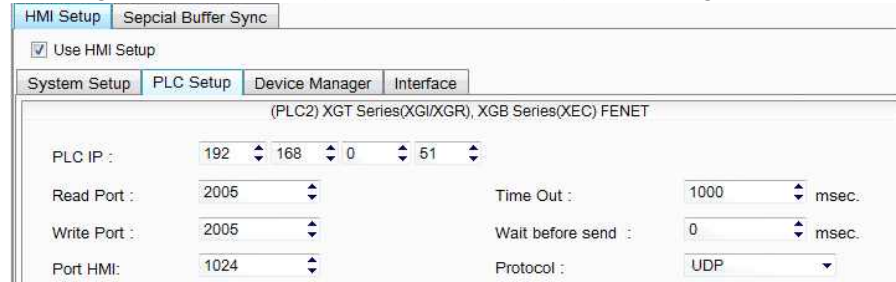 HMI Setup Sepcial Buffer Sync
Use HMI Setup
System Setup PLC Setup Device Manager Interface
(PLC2) XGT Series(XGI/XGR), XGB Series(XEC) FENET
PLC IP : 192 168 0 51
Read Port : 2005 Time Out : 1000 msec.
Write Port : 2005 Wait before send : 0 msec.
Port HMI: 1024 Protocol : UDP